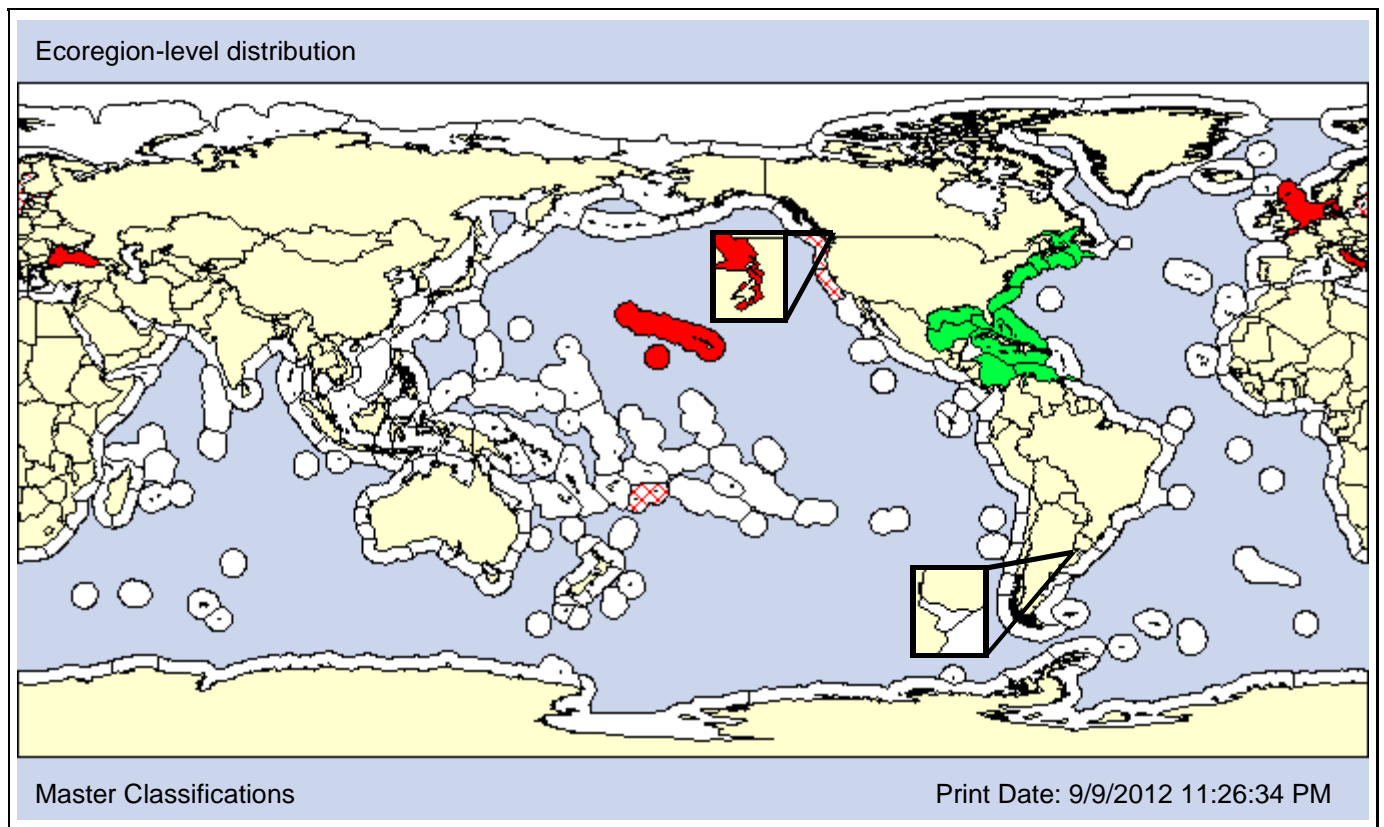 Ecoregion-level distribution
Master Classifications
Print Date: 9/9/2012 11:26:34 PM